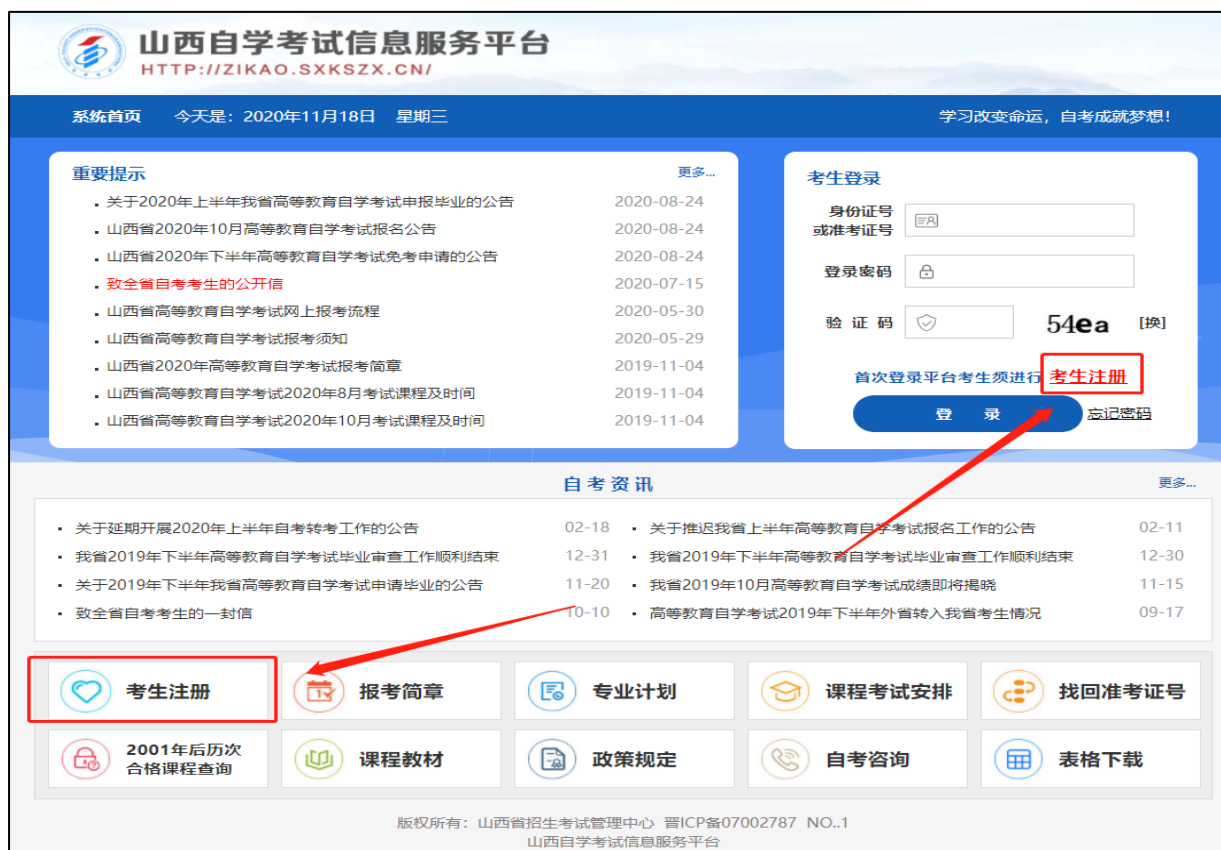 山西自学考试信息服务平台
HTTP://ZIKAO.SXKSZX.CN/
系统首页 今天是：2020年11月18日 星期三 学习改变命运，自考成就梦想！
重要提示 更多...
. 关于2020年上半年我省高等教育自学考试申报毕业的公告 2020-08-24
. 山西省2020年10月高等教育自学考试报名公告 2020-08-24
. 山西省2020年下半年高等教育自学考试免考申请的公告 2020-08-24
. 致全省自考考生的公开信 2020-07-15
. 山西省高等教育自学考试网上报考流程 2020-05-30
. 山西省高等教育自学考试报考须知 2020-05-29
. 山西省2020年高等教育自学考试报考简章 2019-11-04
. 山西省高等教育自学考试2020年8月考试课程及时间 2019-11-04
. 山西省高等教育自学考试2020年10月考试课程及时间 2019-11-04
考生登录
身份证号
或准考证号
登录密码
验 证 码 54ea [换]
首次登录平台考生须进行 考生注册
登 录 忘记密码
自 考 资 讯 更多...
· 关于延期开展2020年上半年自考转考工作的公告 02-18 · 关于推迟我省上半年高等教育自学考试报名工作的公告 02-11
· 我省2019年下半年高等教育自学考试毕业审查工作顺利结束 12-31 · 我省2019年下半年高等教育自学考试毕业审查工作顺利结束 12-30
· 关于2019年下半年我省高等教育自学考试申请毕业的公告 11-20 · 我省2019年10月高等教育自学考试成绩即将揭晓 11-15
· 致全省自考考生的一封信 10-10 · 高等教育自学考试2019年下半年外省转入我省考生情况 09-17
考生注册 报考简章 专业计划 课程考试安排 找回准考证号
2001年后历次
合格课程查询 课程教材 政策规定 自考咨询 表格下载
版权所有：山西省招生考试管理中心 晋ICP备07002787 NO..1
山西自学考试信息服务平台